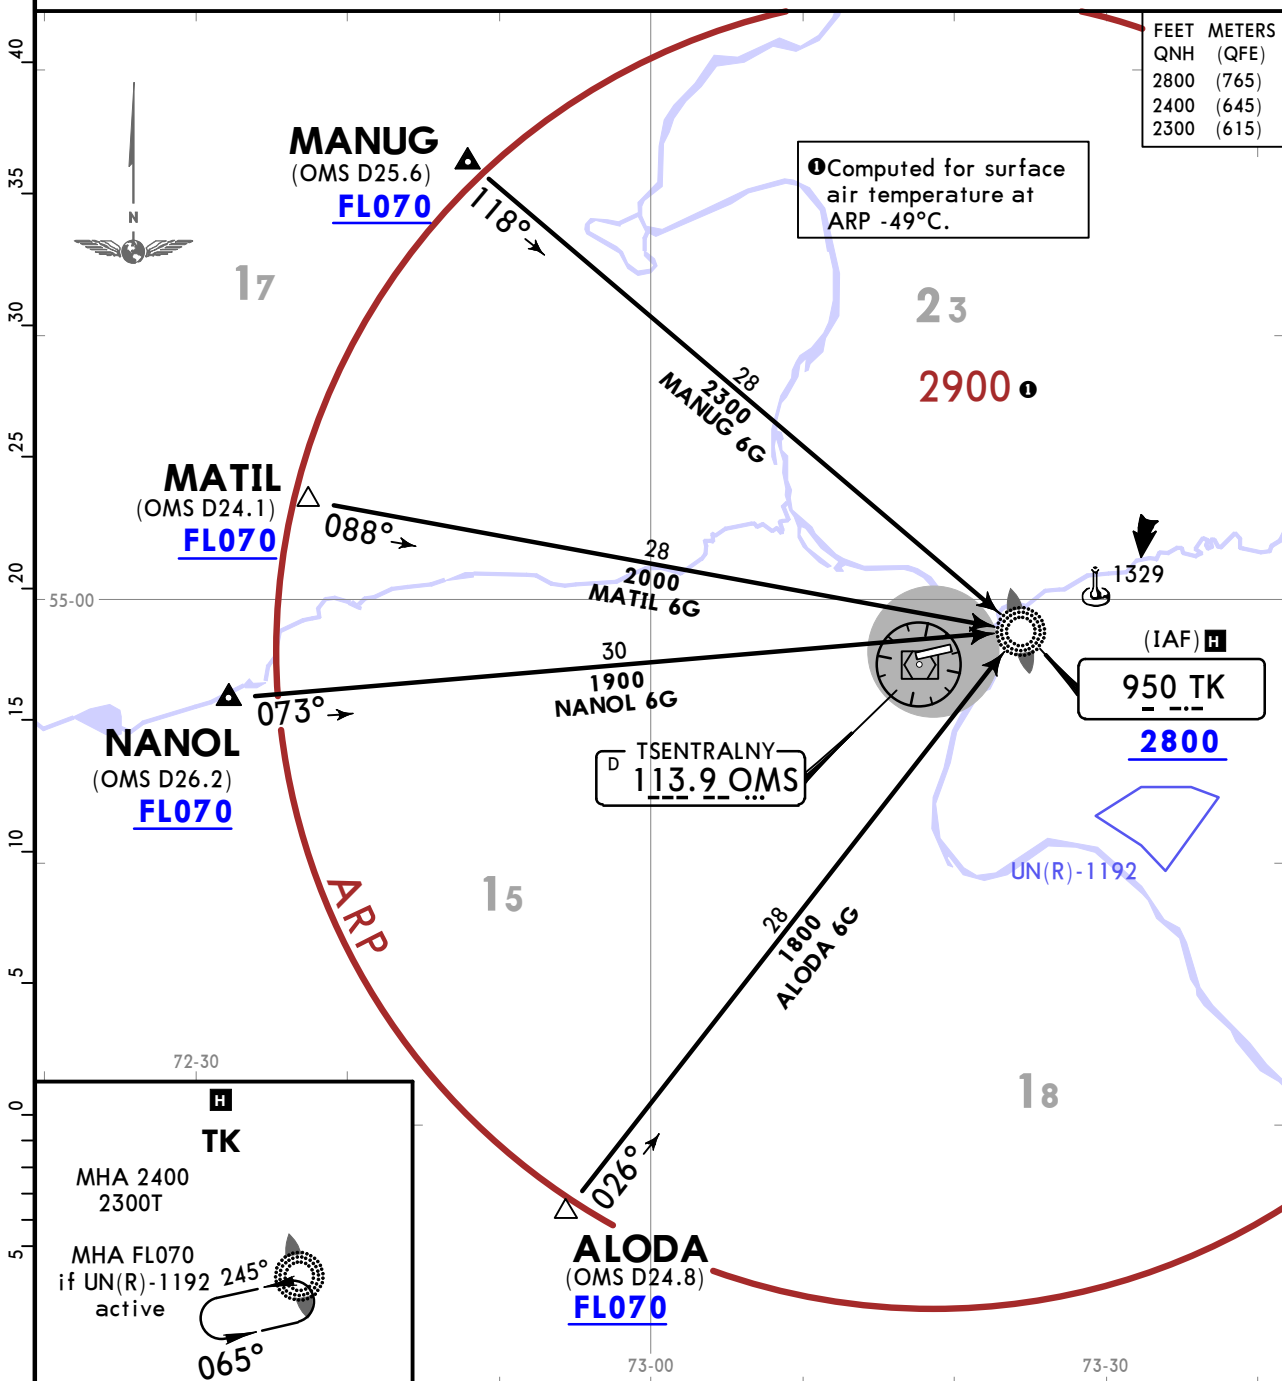 FEET METERS
QNH (QFE)
2800 (765)
2400 (645)
2300 (615)
40
35
30
25
20
15
10
5
0
5
N
MANUG
(OMS D25.6)
FL070
118°
❶Computed for surface
air temperature at
ARP -49°C.
17
23
2900 ❶
28
2300
MANUG 6G
MATIL
(OMS D24.1)
FL070
088°
28
2000
MATIL 6G
55-00
1329
(IAF) H
950 TK
2800
30
1900
NANOL 6G
073°
NANOL
(OMS D26.2)
FL070
TSENTRALNY
D 113.9 OMS
UN(R)-1192
ARP
15
28
1800
ALODA 6G
18
026°
ALODA
(OMS D24.8)
FL070
72-30
73-00
73-30
H
TK
MHA 2400
2300T
MHA FL070
if UN(R)-1192
active
245°
065°